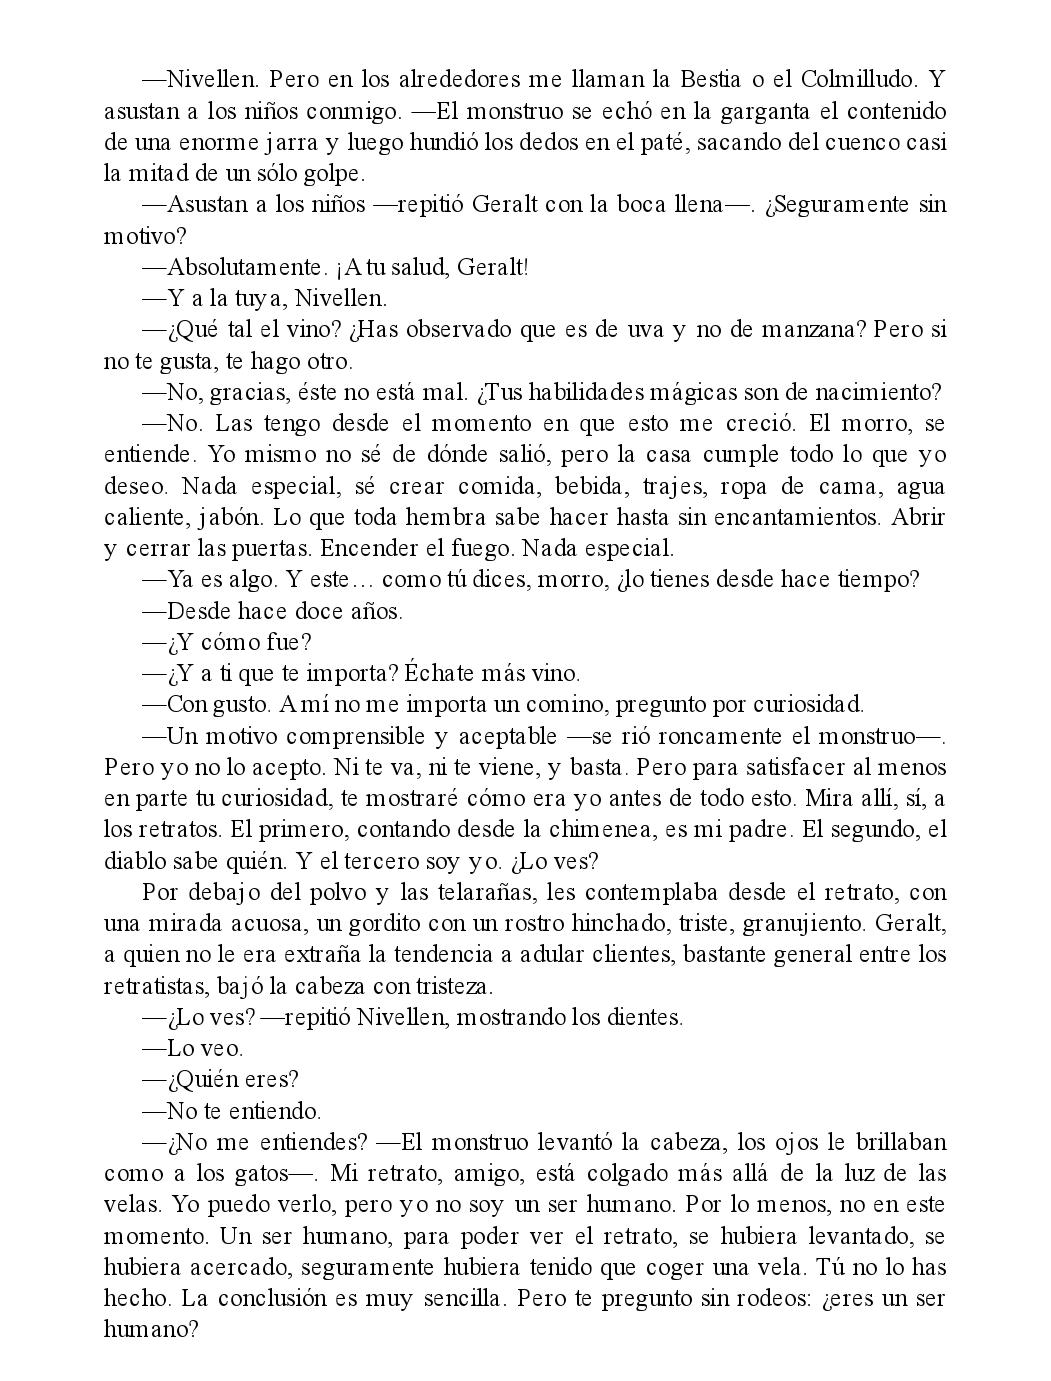 —Nivellen. Pero en los alrededores me llaman la Bestia o el Colmilludo. Y
asustan a los niños conmigo. —El monstruo se echó en la garganta el contenido
de una enorme jarra y luego hundió los dedos en el paté, sacando del cuenco casi
la mitad de un sólo golpe.
—Asustan a los niños —repitió Geralt con la boca llena—. ¿Seguramente sin
motivo?
—Absolutamente. ¡A tu salud, Geralt!
—Y a la tuya, Nivellen.
—¿Qué tal el vino? ¿Has observado que es de uva y no de manzana? Pero si
no te gusta, te hago otro.
—No, gracias, éste no está mal. ¿Tus habilidades mágicas son de nacimiento?
—No. Las tengo desde el momento en que esto me creció. El morro, se
entiende. Yo mismo no sé de dónde salió, pero la casa cumple todo lo que yo
deseo. Nada especial, sé crear comida, bebida, trajes, ropa de cama, agua
caliente, jabón. Lo que toda hembra sabe hacer hasta sin encantamientos. Abrir
y cerrar las puertas. Encender el fuego. Nada especial.
—Ya es algo. Y este… como tú dices, morro, ¿lo tienes desde hace tiempo?
—Desde hace doce años.
—¿Y cómo fue?
—¿Y a ti que te importa? Échate más vino.
—Con gusto. A mí no me importa un comino, pregunto por curiosidad.
—Un motivo comprensible y aceptable —se rió roncamente el monstruo—.
Pero yo no lo acepto. Ni te va, ni te viene, y basta. Pero para satisfacer al menos
en parte tu curiosidad, te mostraré cómo era yo antes de todo esto. Mira allí, sí, a
los retratos. El primero, contando desde la chimenea, es mi padre. El segundo, el
diablo sabe quién. Y el tercero soy yo. ¿Lo ves?
Por debajo del polvo y las telarañas, les contemplaba desde el retrato, con
una mirada acuosa, un gordito con un rostro hinchado, triste, granujiento. Geralt,
a quien no le era extraña la tendencia a adular clientes, bastante general entre los
retratistas, bajó la cabeza con tristeza.
—¿Lo ves? —repitió Nivellen, mostrando los dientes.
—Lo veo.
—¿Quién eres?
—No te entiendo.
—¿No me entiendes? —El monstruo levantó la cabeza, los ojos le brillaban
como a los gatos—. Mi retrato, amigo, está colgado más allá de la luz de las
velas. Yo puedo verlo, pero yo no soy un ser humano. Por lo menos, no en este
momento. Un ser humano, para poder ver el retrato, se hubiera levantado, se
hubiera acercado, seguramente hubiera tenido que coger una vela. Tú no lo has
hecho. La conclusión es muy sencilla. Pero te pregunto sin rodeos: ¿eres un ser
humano?